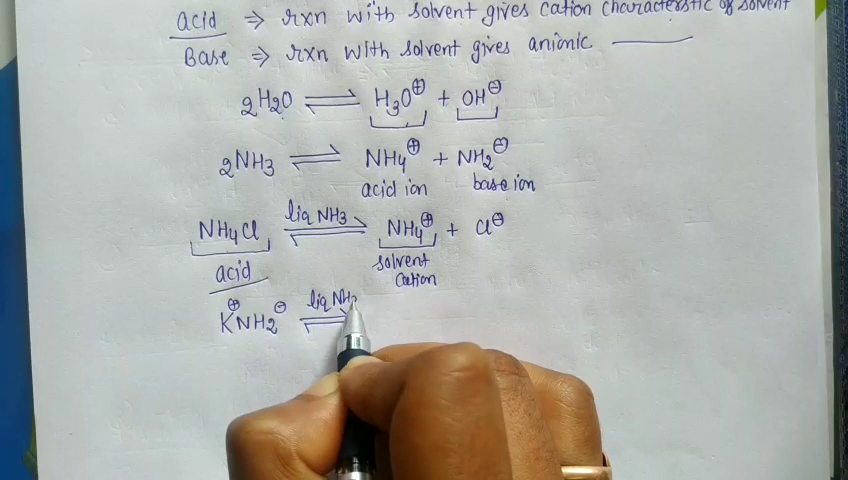 acid ⇒ rxn with solvent gives cation characterstic of solvent
Base ⇒ rxn with solvent gives anionic ———
2H2O ⇌ H3O⊕ + OH⊖
2NH3 ⇌ NH4⊕ + NH2⊖
acid ion base ion
liq NH3
NH4Cl ⇌ NH4⊕ + Cl⊖
acid solvent
cation
liq NH3
K⊕NH2⊖ ⇌